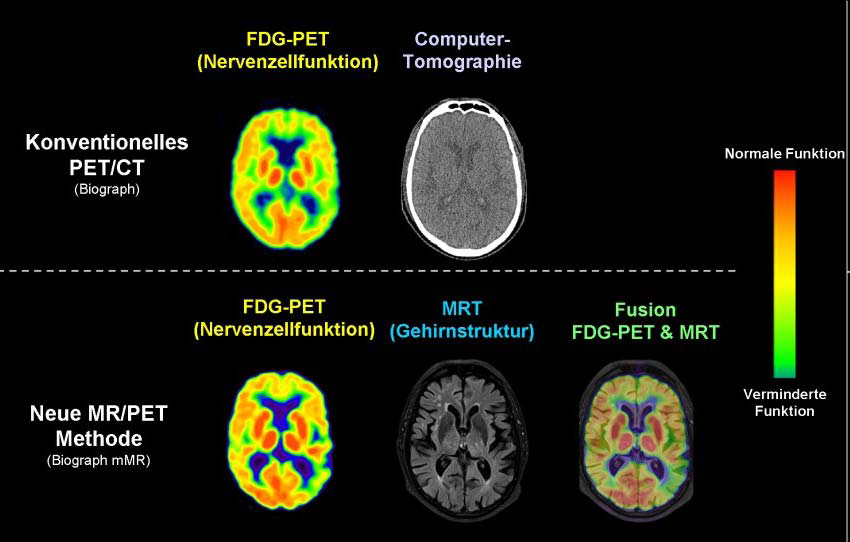 FDG-PET
(Nervenzellfunktion)
Computer-
Tomographie
Konventionelles
PET/CT
(Biograph)
Normale Funktion
FDG-PET
(Nervenzellfunktion)
MRT
(Gehirnstruktur)
Fusion
FDG-PET & MRT
Verminderte
Funktion
Neue MR/PET
Methode
(Biograph mMR)